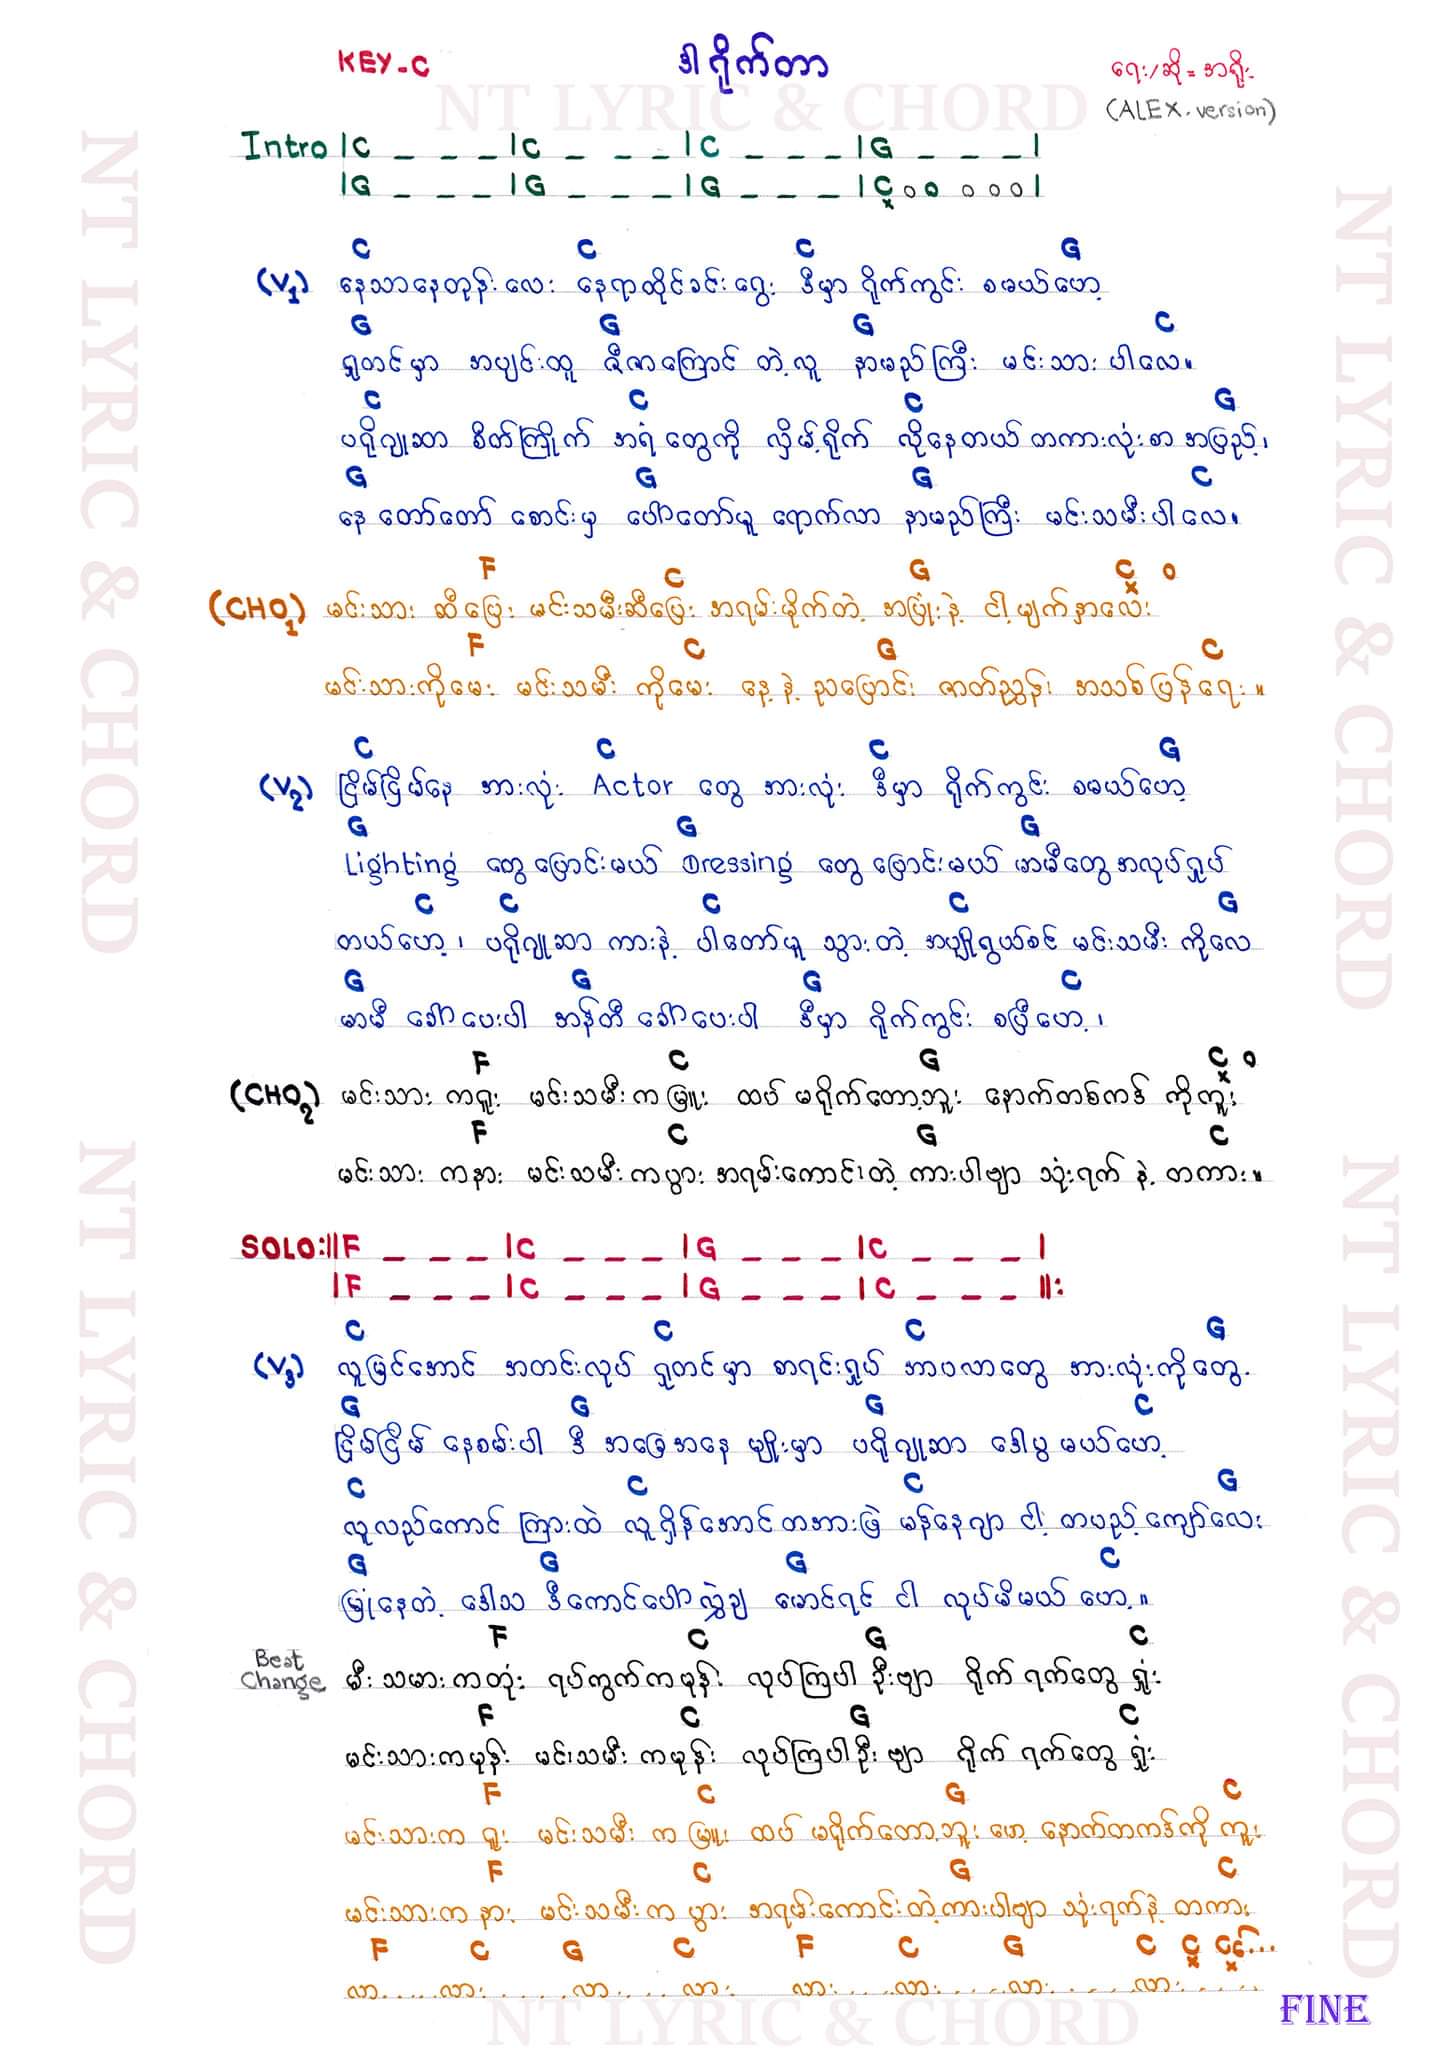 KEY-C ဒါရိုက်တာ ရေး/ဆို = အရိုး
(ALEX.version)
NT LYRIC & CHORD
Intro |C _ _ _ |C _ _ _ |C _ _ _ |G _ _ _ |
|G _ _ _ |G _ _ _ |G _ _ _ |C o o o o o |
C C C G
(V1) နေသာနေတုန်းလေး နေရာထိုင်ခင်းရွေး ဒီမှာ ရိုက်ကွင်း စမယ်ဟေ့
G G G C
ရှုတင်မှာ အပျင်းထူ ဇီဇာကြောင် တဲ့လူ နာမည်ကြီး မင်းသား ပါလေ။
C C C G
ပရိုဂျူဆာ စိတ်ကြိုက် အရံတွေကို လှိမ့်ရိုက် လိုနေတယ် တကားလုံးစာ အပြည့်၊
G G G C
နေ တော်တော် စောင်းမှ ပေါ်တော်မူ ရောက်လာ နာမည်ကြီး မင်းသမီးပါလေ။
F C G C o
(CHO1) မင်းသား ဆီပြေး မင်းသမီးဆီပြေး အရမ်းမိုက်တဲ့ အပြုံးနဲ့ ငါ့မျက်နှာလေး
F C G C
မင်းသားကိုမေး မင်းသမီး ကိုမေး နေ့နဲ့ ညပြောင်း ဇာတ်ညွှန်း အသစ်ပြန်ရေး။
C C C G
(V2) ငြိမ်ငြိမ်နေ အားလုံး Actor တွေ အားလုံး ဒီမှာ ရိုက်ကွင်း စမယ်ဟေ့
G G G
Lighting တွေပြောင်းမယ် Dressing တွေ ပြောင်းမယ် မာမီတွေအလုပ်ရှုပ်
C C C C G
တယ်ဟေ့၊ ပရိုဂျူဆာ ကားနဲ့ ပါတော်မူ သွားတဲ့ အပျိုရွယ်စင် မင်းသမီး ကိုလေ
G G G C
မာမီ ခေါ်ပေးပါ အန်တီ ခေါ်ပေးပါ ဒီမှာ ရိုက်ကွင်း စပြီဟေ့၊
F C G C o
(CHO2) မင်းသား ကရူး မင်းသမီးက မြူး ထပ် မရိုက်တော့ဘူး နောက်တစ်ကဒ် ကိုကူး
F C G C
မင်းသား ကနား မင်းသမီးကပွား အရမ်းကောင်းတဲ့ ကားပါဗျာ သုံးရက် နဲ့ တကား။
SOLO:||F _ _ _ |C _ _ _ |G _ _ _ |C _ _ _ |
|F _ _ _ |C _ _ _ |G _ _ _ |C _ _ _ ||:
C C C G
(V3) လူမြင်အောင် အတင်းလုပ် ရှုတင်မှာ စာရင်းရှုပ် အာပလာတွေ အားလုံးကိုတွေ့
G G G C
ငြိမ်ငြိမ် နေစမ်းပါ ဒီ အခြေအနေ မျိုးမှာ ပရိုဂျူဆာ ဒေါပွ မယ်ဟေ့
C C C G
လူလည်ကောင် ကြားထဲ လူရှိန်အောင်တအားဖြဲ မန်နေဂျာ ငါ့ တပည့်ကျော်လေး
G G G C
မြုံနေတဲ့ ဒေါသ ဒီကောင်ပေါ်လွှဲချ မောင်ရင် ငါ လုပ်မိမယ် ဟေ့။
F C G C
Beat Change မီးသမားကတုံး ရပ်ကွက်ကမုန်း လုပ်ကြပါဦးဗျာ ရိုက်ရက်တွေ ရှုံး
F C G C
မင်းသားကမုန်း မင်းသမီး ကမုန်း လုပ်ကြပါဦးဗျာ ရိုက်ရက်တွေ ရှုံး
F C G C
မင်းသားက ရူး မင်းသမီး က မြူး ထပ် မရိုက်တော့ဘူး ဟေ့ နောက်တကဒ်ကို ကူး
F C G C
မင်းသားက နား မင်းသမီးက ပွား အရမ်းကောင်းတဲ့ကားပါဗျာ သုံးရက်နဲ့ တကား
F C G C F C G C C C...
လာ.....လား.......လာ......လား လား.....လား......လား.....လား.......
FINE
NT LYRIC & CHORD
NT LYRIC & CHORD
NT LYRIC & CHORD
NT LYRIC & CHORD
NT LYRIC & CHORD